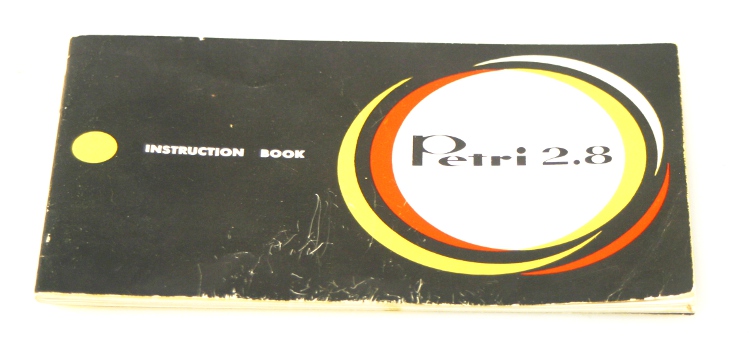 INSTRUCTION BOOK
Petri 2.8